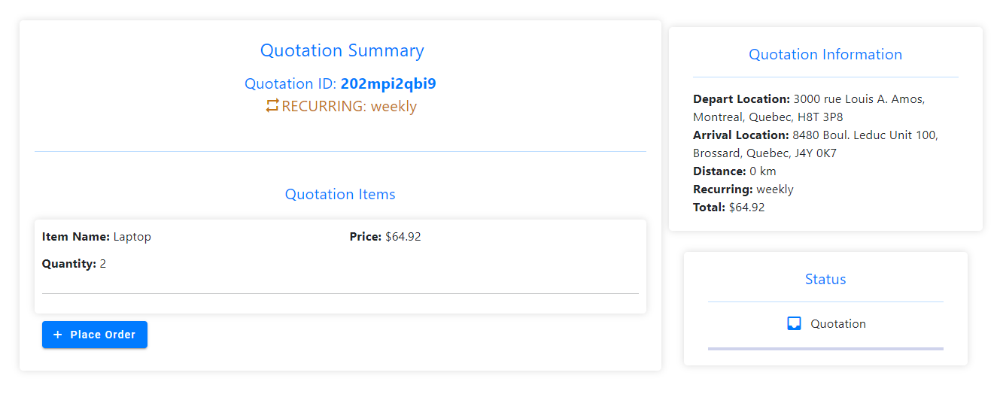 Quotation Summary
Quotation ID: 202mpi2qbi9
RECURRING: weekly
Quotation Items
Item Name: Laptop
Price: $64.92
Quantity: 2
+ Place Order
Quotation Information
Depart Location: 3000 rue Louis A. Amos,
Montreal, Quebec, H8T 3P8
Arrival Location: 8480 Boul. Leduc Unit 100,
Brossard, Quebec, J4Y 0K7
Distance: 0 km
Recurring: weekly
Total: $64.92
Status
Quotation